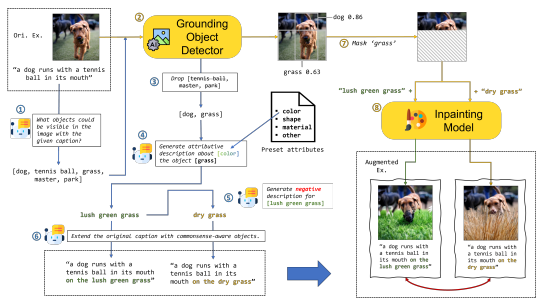 Ori. Ex.
"a dog runs with a tennis
ball in its mouth"
①
What objects could
be visible in the
image with the
given caption?
[dog, tennis ball, grass,
master, park]
②
Grounding
Object
Detector
AI
③
Drop [tennis-ball,
master, park]
[dog, grass]
④
Generate attributive
description about [color]
the object [grass]
color
shape
material
other
Preset attributes
⑤
Generate negative
description for
[lush green grass]
lush green grass
dry grass
⑥
Extend the original caption with commonsense-aware objects.
"a dog runs with a
tennis ball in its mouth
on the lush green grass"
"a dog runs with a
tennis ball in its
mouth on the dry grass"
dog 0.86
grass 0.63
⑦ Mask 'grass'
"lush green grass" +
+ "dry grass"
⑧
Inpainting
Model
Augmented
Ex.
"a dog runs with
a tennis ball in
its mouth on the
lush green grass"
"a dog runs with
a tennis ball in
its mouth on the
dry grass"